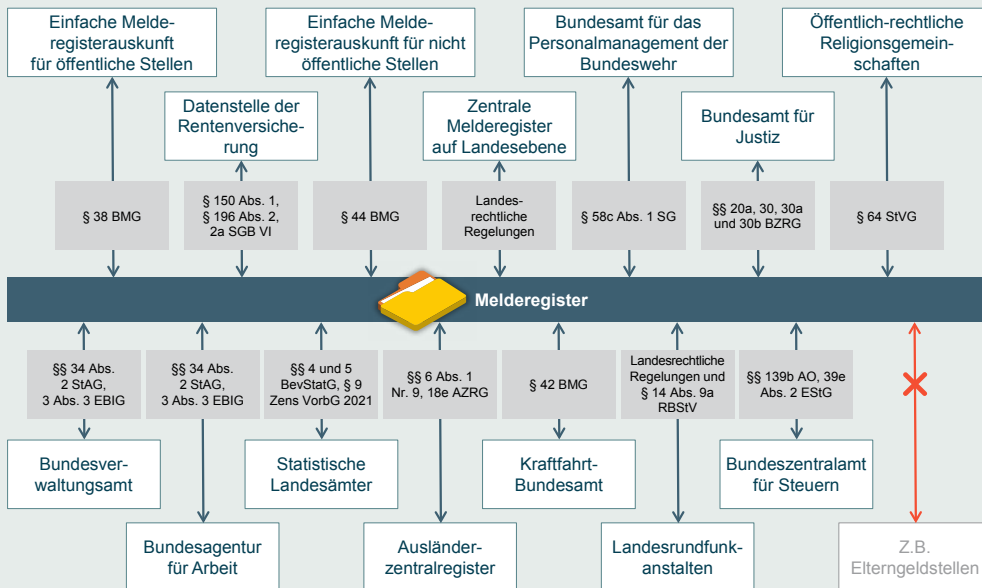 Einfache Melde-
registerauskunft
für öffentliche Stellen
Einfache Melde-
registerauskunft für nicht
öffentliche Stellen
Bundesamt für das
Personalmanagement der
Bundeswehr
Öffentlich-rechtliche
Religionsgemein-
schaften
Datenstelle der
Rentenversiche-
rung
Zentrale
Melderegister
auf Landesebene
Bundesamt für
Justiz
§ 38 BMG
§ 150 Abs. 1,
§ 196 Abs. 2,
2a SGB VI
§ 44 BMG
Landes-
rechtliche
Regelungen
§ 58c Abs. 1 SG
§§ 20a, 30, 30a
und 30b BZRG
§ 64 StVG
Melderegister
§§ 34 Abs.
2 StAG,
3 Abs. 3 EBIG
§§ 34 Abs.
2 StAG,
3 Abs. 3 EBIG
§§ 4 und 5
BevStatG, § 9
Zens VorbG 2021
§§ 6 Abs. 1
Nr. 9, 18e AZRG
§ 42 BMG
Landesrechtliche
Regelungen und
§ 14 Abs. 9a
RBStV
§§ 139b AO, 39e
Abs. 2 EStG
Bundesver-
waltungsamt
Statistische
Landesämter
Kraftfahrt-
Bundesamt
Bundeszentralamt
für Steuern
Bundesagentur
für Arbeit
Ausländer-
zentralregister
Landesrundfunk-
anstalten
Z.B.
Elterngeldstellen